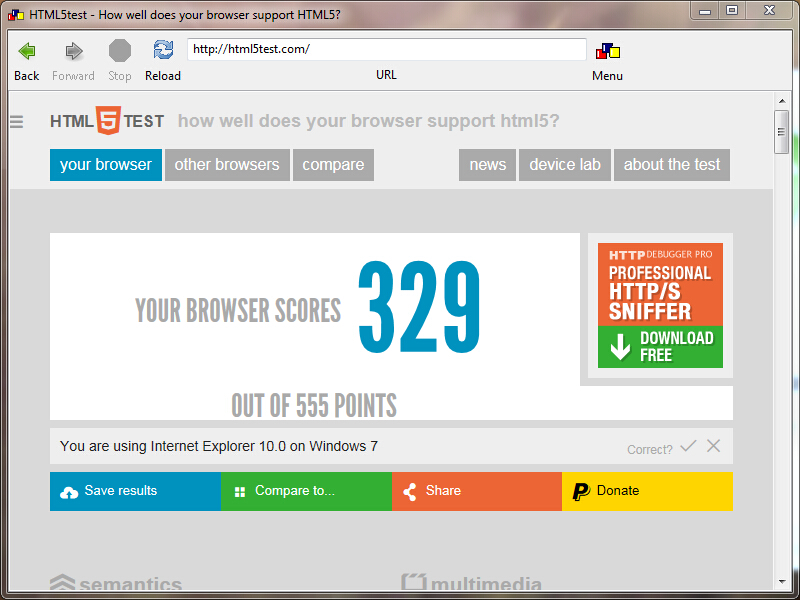 HTML5test - How well does your browser support HTML5?
http://html5test.com/
Back Forward Stop Reload URL Menu
HTML 5 TEST how well does your browser support html5?
your browser other browsers compare news device lab about the test
YOUR BROWSER SCORES 329
OUT OF 555 POINTS
HTTP DEBUGGER PRO
PROFESSIONAL
HTTP/S
SNIFFER
DOWNLOAD
FREE
You are using Internet Explorer 10.0 on Windows 7 Correct?
Save results Compare to... Share Donate
semantics multimedia